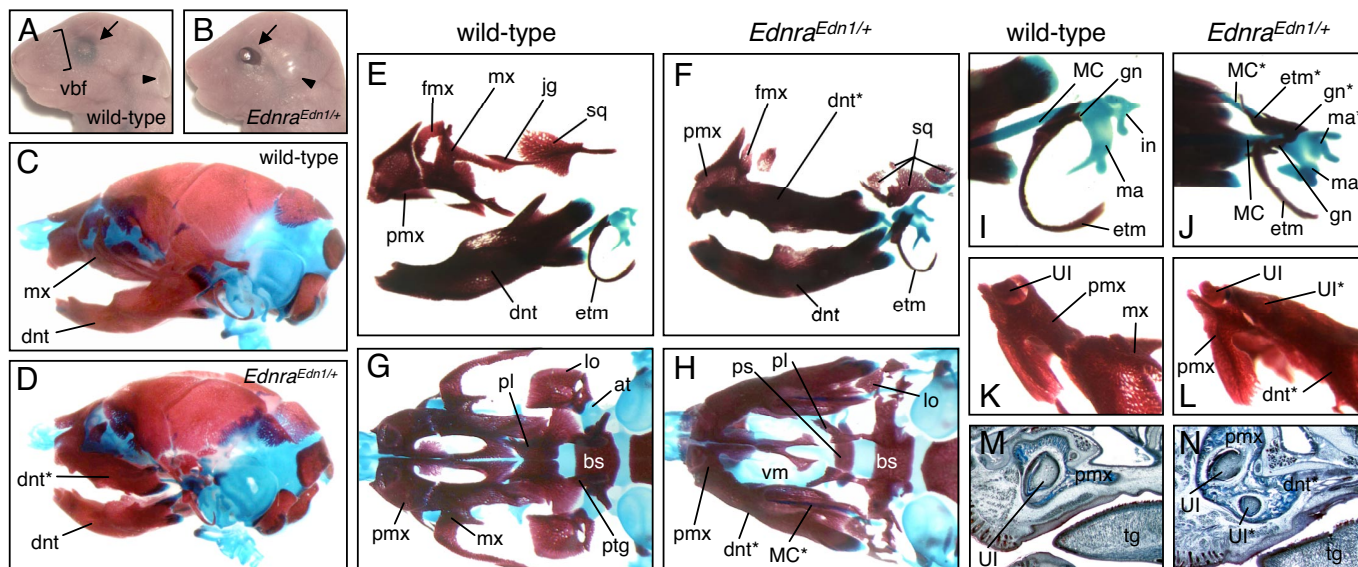 wild-type
Ednra^Edn1/+
wild-type
Ednra^Edn1/+
A
vbf
wild-type
B
Ednra^Edn1/+
C
wild-type
mx
dnt
D
Ednra^Edn1/+
dnt*
dnt
E
fmx
mx
jg
sq
pmx
dnt
etm
F
fmx
pmx
dnt*
sq
dnt
etm
G
lo
pl
at
bs
pmx
mx
ptg
H
ps
pl
lo
vm
bs
pmx
dnt*
MC*
I
MC
gn
in
ma
etm
J
MC*
etm*
gn*
ma*
ma
MC
gn
etm
K
UI
pmx
mx
L
UI
UI*
pmx
dnt*
M
pmx
UI
tg
N
pmx
dnt*
UI
UI*
tg